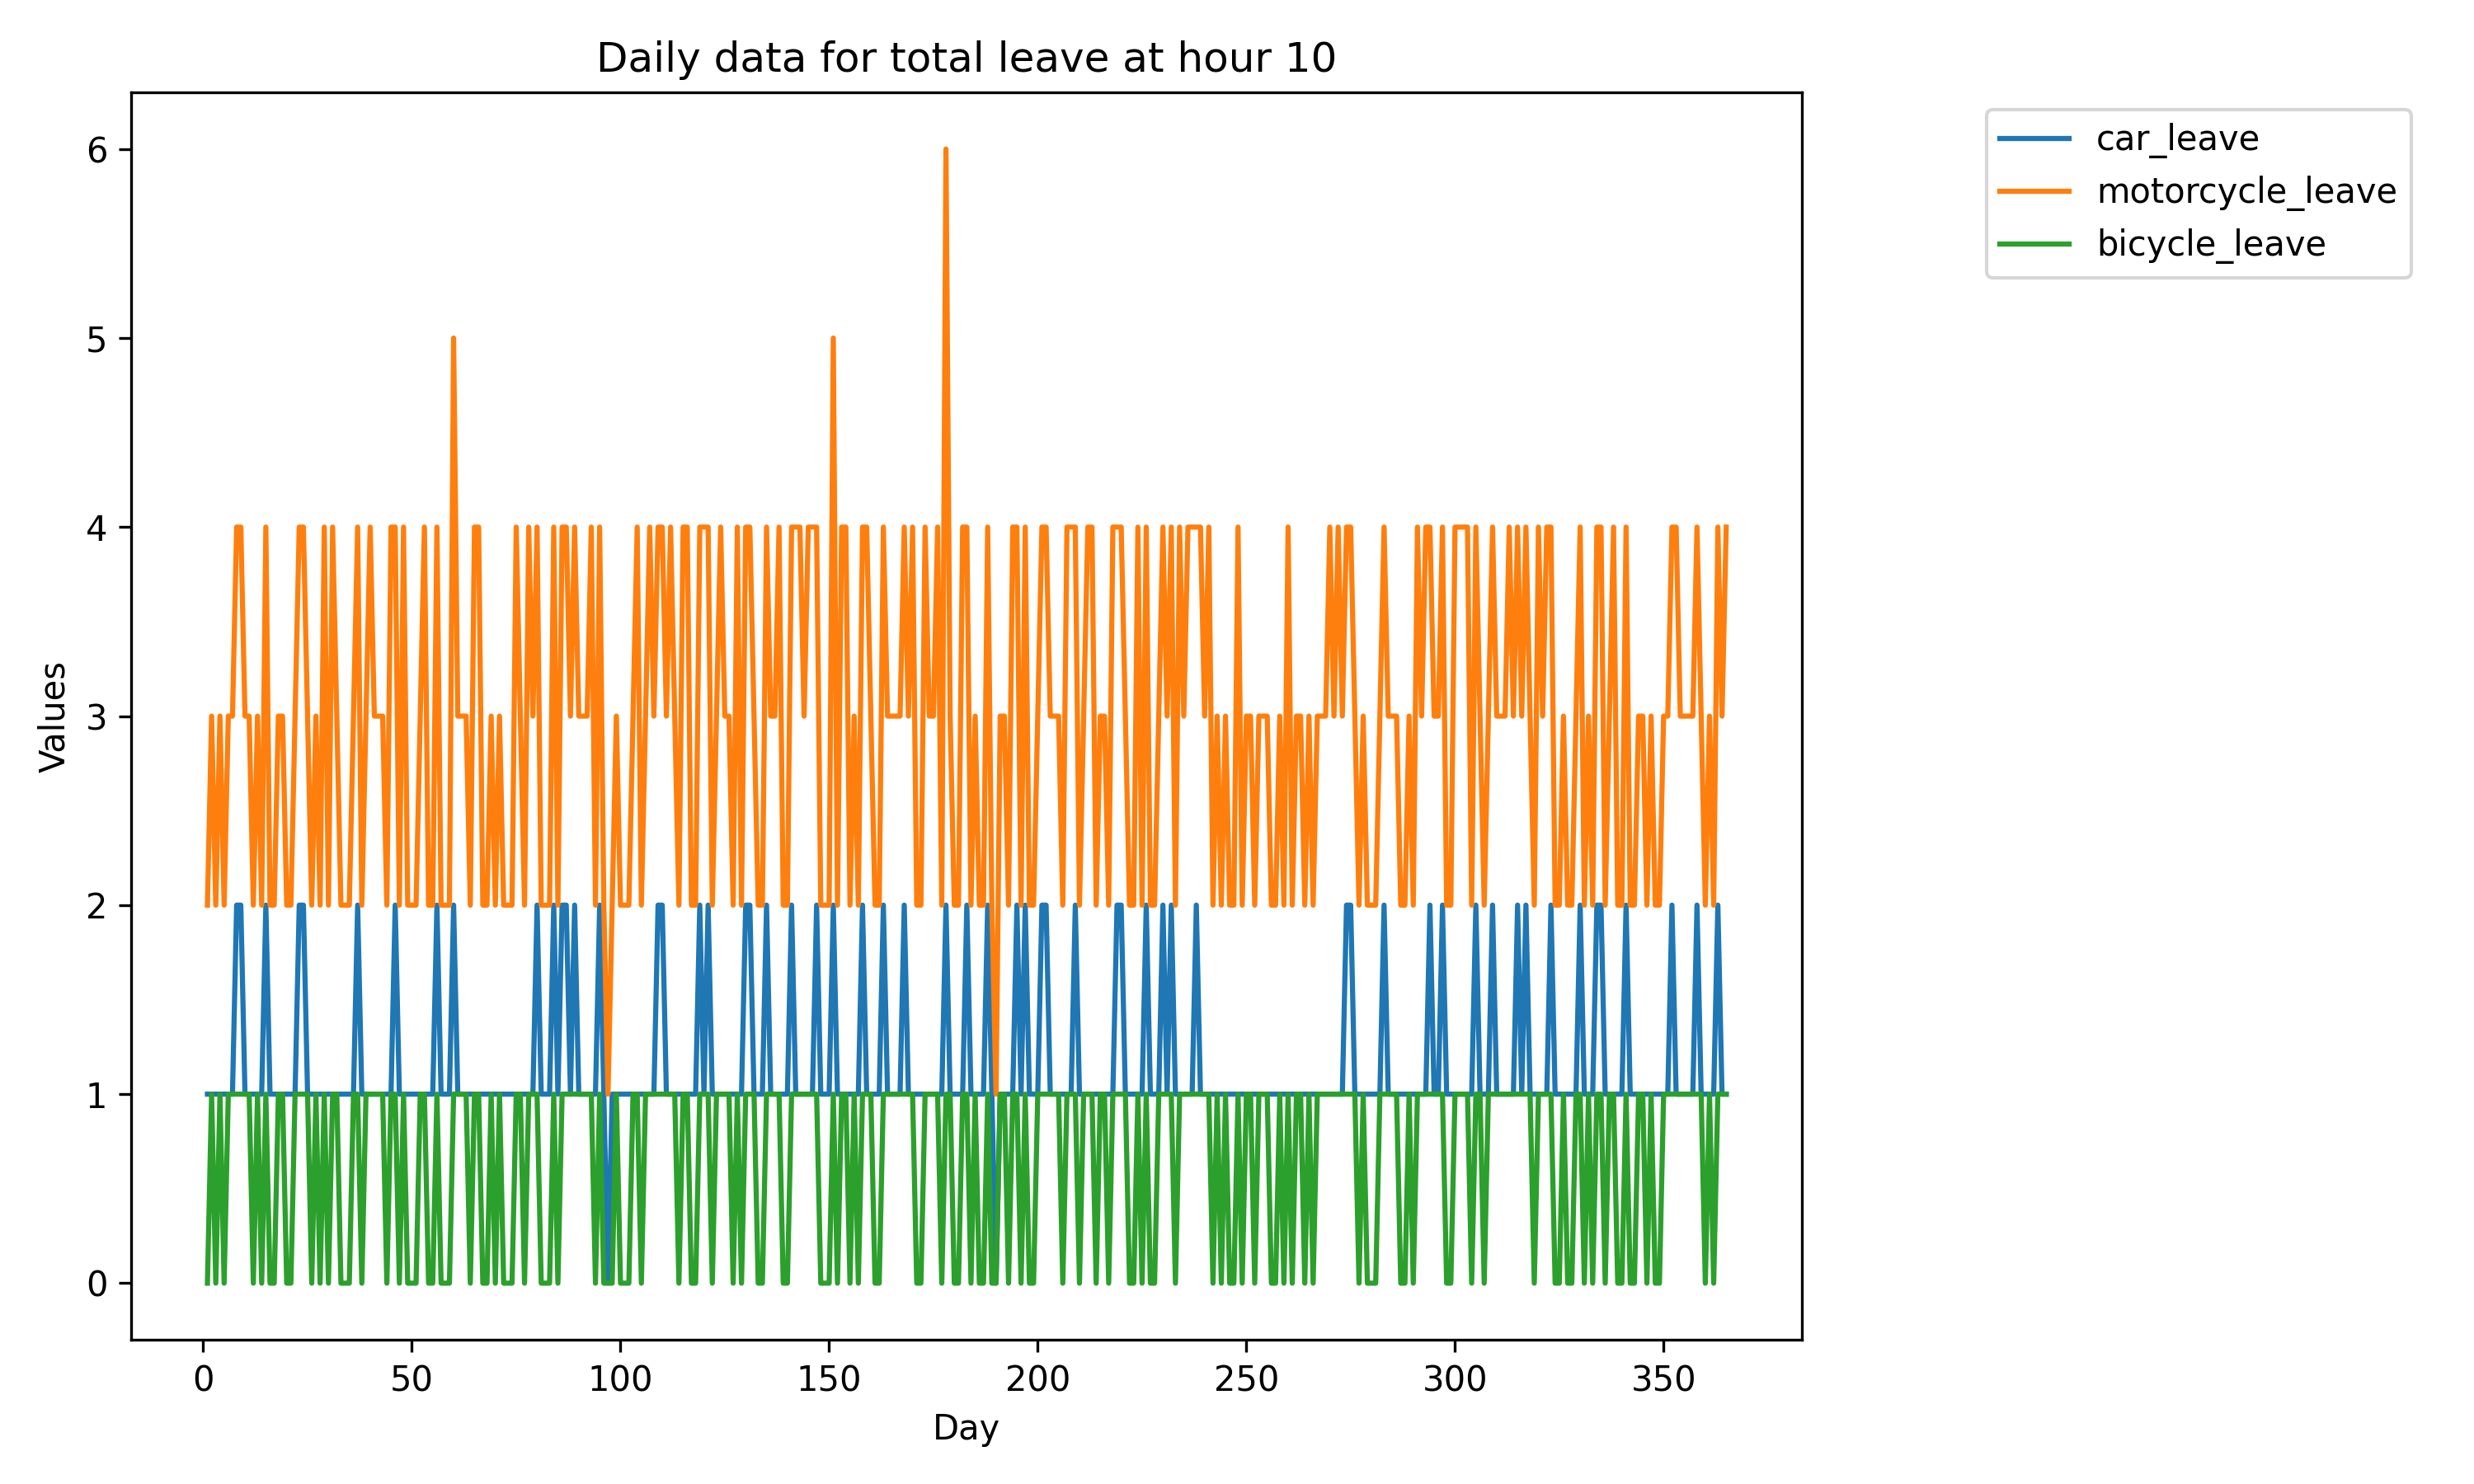 Daily data for total leave at hour 10
car_leave
motorcycle_leave
bicycle_leave
6
5
4
3
2
1
0
Values
0 50 100 150 200 250 300 350
Day